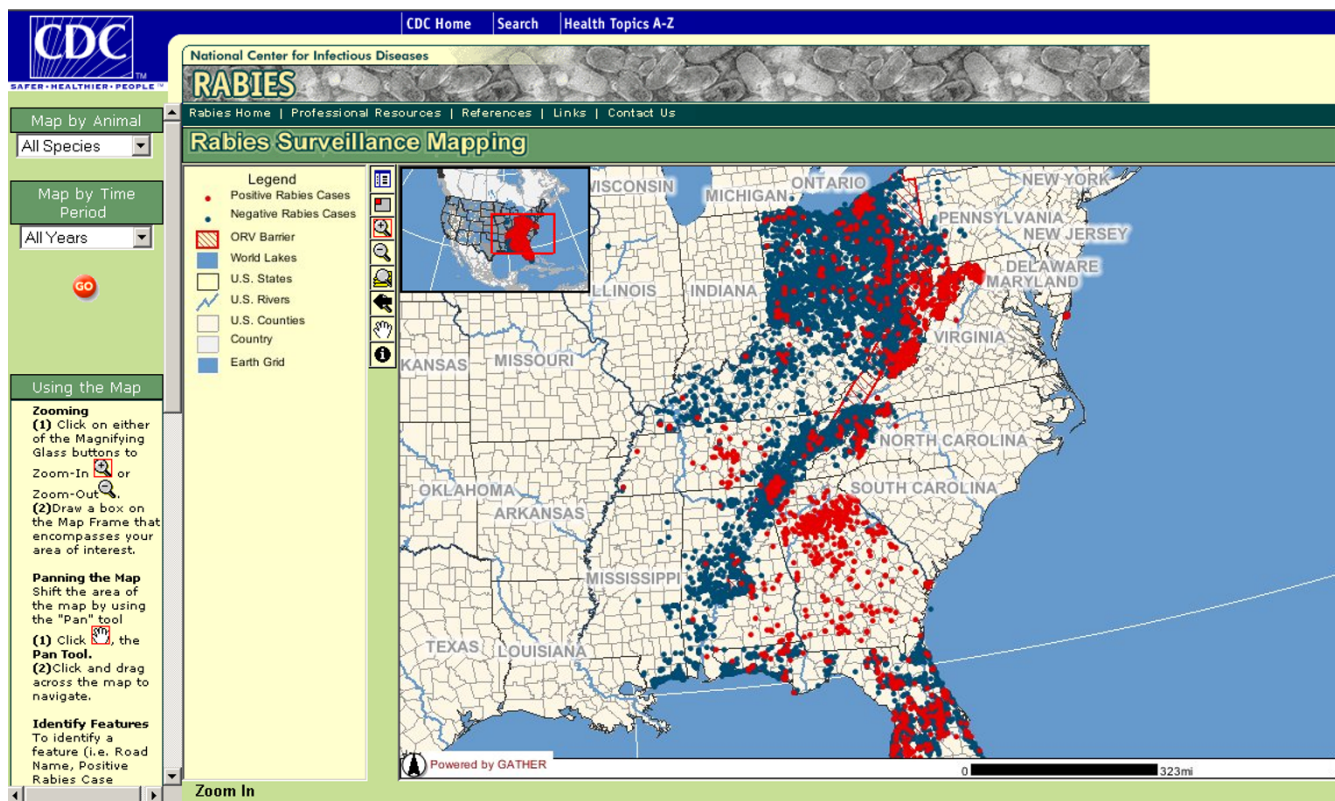 CDC
TM
SAFER • HEALTHIER • PEOPLE™
CDC Home | Search | Health Topics A-Z
National Center for Infectious Diseases
RABIES
Rabies Home | Professional Resources | References | Links | Contact Us
Rabies Surveillance Mapping
Map by Animal
All Species
Map by Time
Period
All Years
GO
Using the Map
Zooming
(1) Click on either
of the Magnifying
Glass buttons to
Zoom-In or
Zoom-Out.
(2)Draw a box on
the Map Frame that
encompasses your
area of interest.
Panning the Map
Shift the area of
the map by using
the "Pan" tool
(1) Click , the
Pan Tool.
(2)Click and drag
across the map to
navigate.
Identify Features
To identify a
feature (i.e. Road
Name, Positive
Rabies Case
Legend
Positive Rabies Cases
Negative Rabies Cases
ORV Barrier
World Lakes
U.S. States
U.S. Rivers
U.S. Counties
Country
Earth Grid
WISCONSIN
MICHIGAN
ONTARIO
NEW YORK
PENNSYLVANIA
NEW JERSEY
DELAWARE
MARYLAND
ILLINOIS
INDIANA
VIRGINIA
KANSAS
MISSOURI
NORTH CAROLINA
OKLAHOMA
ARKANSAS
SOUTH CAROLINA
MISSISSIPPI
TEXAS
LOUISIANA
Powered by GATHER
0
323mi
Zoom In